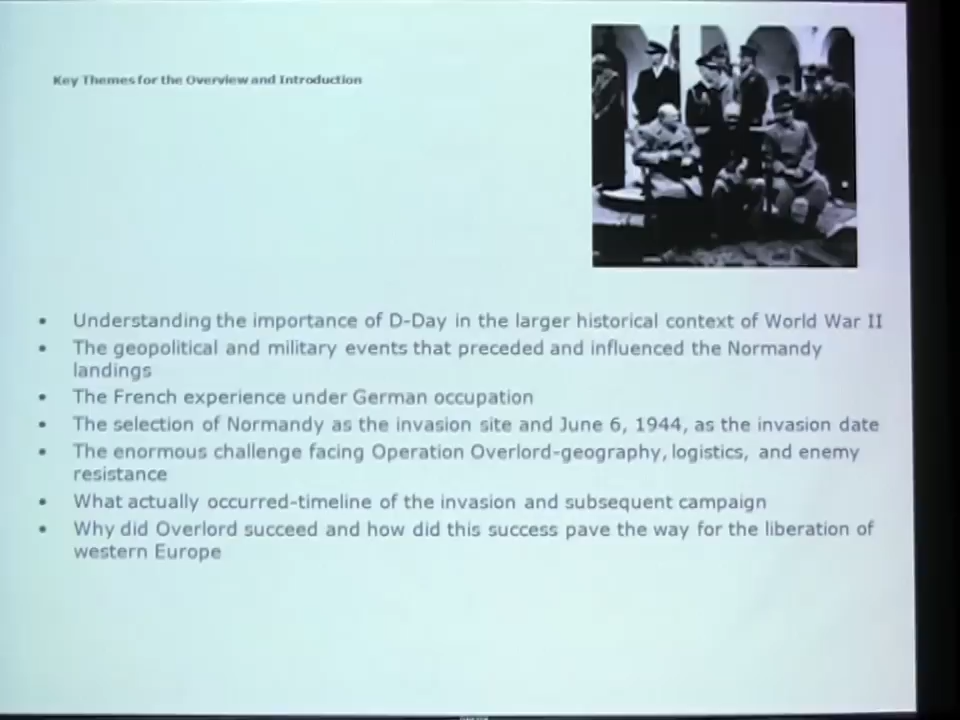 Key Themes for the Overview and Introduction
• Understanding the importance of D-Day in the larger historical context of World War II
• The geopolitical and military events that preceded and influenced the Normandy
landings
• The French experience under German occupation
• The selection of Normandy as the invasion site and June 6, 1944, as the invasion date
• The enormous challenge facing Operation Overlord-geography, logistics, and enemy
resistance
• What actually occurred-timeline of the invasion and subsequent campaign
• Why did Overlord succeed and how did this success pave the way for the liberation of
western Europe